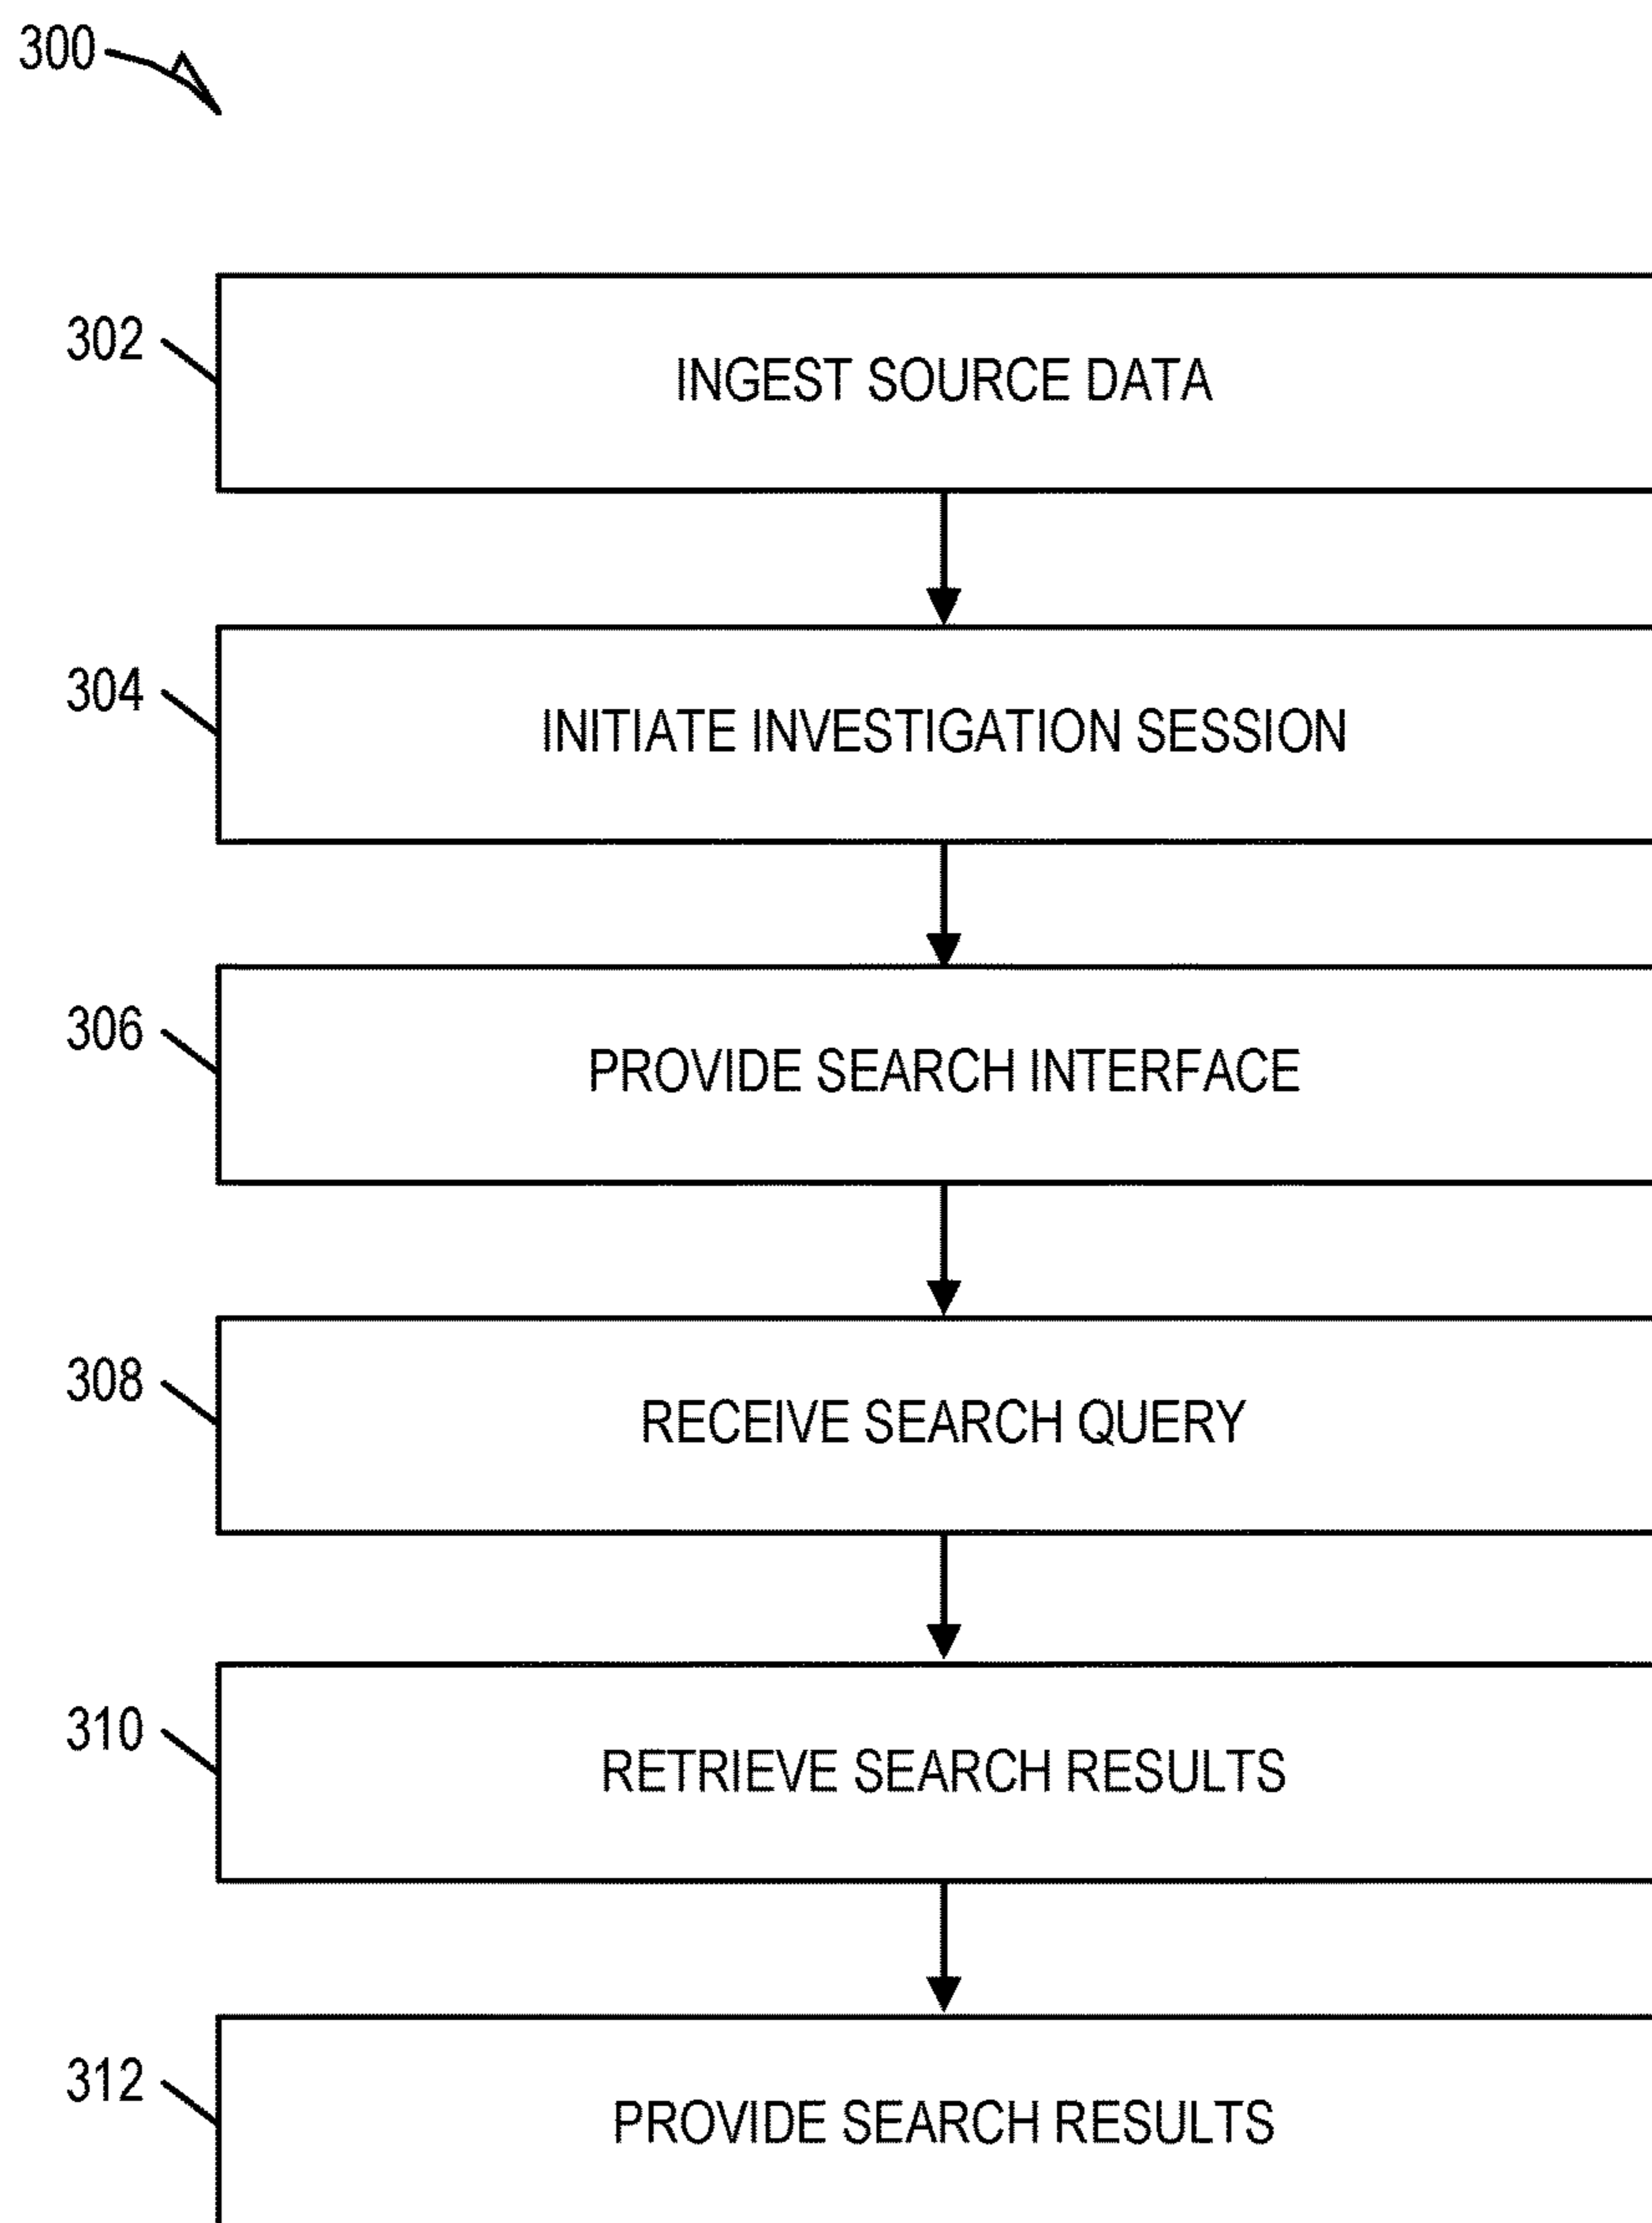 300
302
INGEST SOURCE DATA
304
INITIATE INVESTIGATION SESSION
306
PROVIDE SEARCH INTERFACE
308
RECEIVE SEARCH QUERY
310
RETRIEVE SEARCH RESULTS
312
PROVIDE SEARCH RESULTS